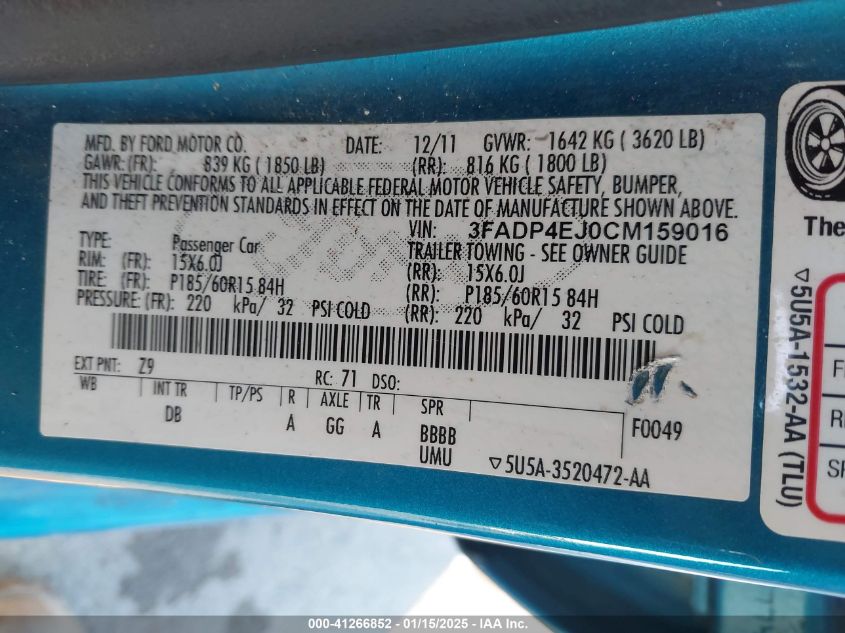 MFD. BY FORD MOTOR CO. DATE: 12/11 GVWR: 1642 KG ( 3620 LB)
GAWR: (FR): 839 KG ( 1850 LB) (RR): 816 KG ( 1800 LB)
THIS VEHICLE CONFORMS TO ALL APPLICABLE FEDERAL MOTOR VEHICLE SAFETY, BUMPER,
AND THEFT PREVENTION STANDARDS IN EFFECT ON THE DATE OF MANUFACTURE SHOWN ABOVE.
VIN: 3FADP4EJ0CM159016
TYPE: Passenger Car TRAILER TOWING - SEE OWNER GUIDE
RIM: (FR): 15X6.0J (RR): 15X6.0J
TIRE: (FR): P185/60R15 84H (RR): P185/60R15 84H
PRESSURE: (FR): 220 kPa/ 32 PSI COLD (RR): 220 kPa/ 32 PSI COLD
EXT PNT: Z9 RC: 71 DSO:
WB INT TR TP/PS R AXLE TR SPR F0049
DB A GG A BBBB
UMU ▽5U5A-3520472-AA
The
▽5U5A-1532-AA (TLU)
000-41266852 - 01/15/2025 - IAA Inc.